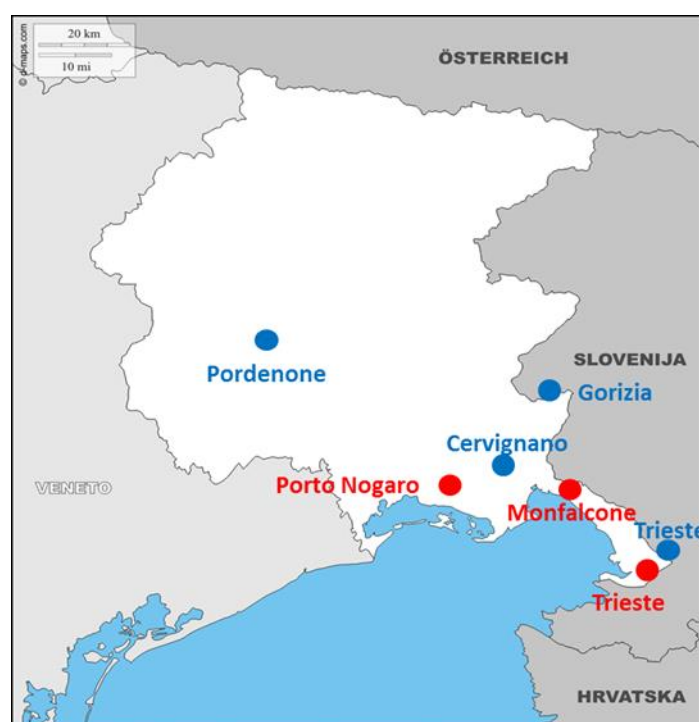 20 km
10 mi
© d-maps.com
ÖSTERREICH
SLOVENIJA
Pordenone
Gorizia
Cervignano
Porto Nogaro
VENETO
Monfalcone
Trieste
Trieste
HRVATSKA